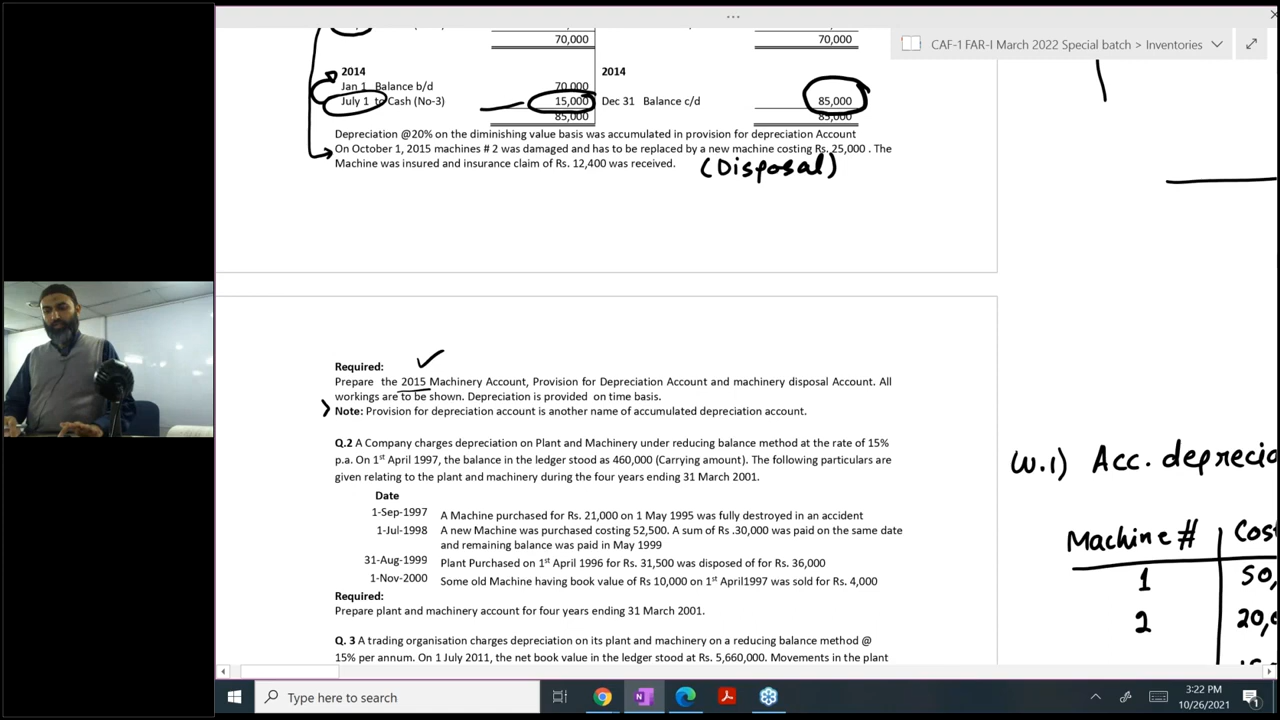 CAF-1 FAR-I March 2022 Special batch > Inventories
70,000 70,000
2014 2014
Jan 1 Balance b/d 70,000
July 1 to Cash (No-3) 15,000 Dec 31 Balance c/d 85,000
85,000 85,000
Depreciation @20% on the diminishing value basis was accumulated in provision for depreciation Account
On October 1, 2015 machines # 2 was damaged and has to be replaced by a new machine costing Rs. 25,000 . The
Machine was insured and insurance claim of Rs. 12,400 was received.
(Disposal)
Required:
Prepare the 2015 Machinery Account, Provision for Depreciation Account and machinery disposal Account. All
workings are to be shown. Depreciation is provided on time basis.
Note: Provision for depreciation account is another name of accumulated depreciation account.
Q.2 A Company charges depreciation on Plant and Machinery under reducing balance method at the rate of 15%
p.a. On 1st April 1997, the balance in the ledger stood as 460,000 (Carrying amount). The following particulars are
given relating to the plant and machinery during the four years ending 31 March 2001.
Date
1-Sep-1997 A Machine purchased for Rs. 21,000 on 1 May 1995 was fully destroyed in an accident
1-Jul-1998 A new Machine was purchased costing 52,500. A sum of Rs .30,000 was paid on the same date
and remaining balance was paid in May 1999
31-Aug-1999 Plant Purchased on 1st April 1996 for Rs. 31,500 was disposed of for Rs. 36,000
1-Nov-2000 Some old Machine having book value of Rs 10,000 on 1st April1997 was sold for Rs. 4,000
Required:
Prepare plant and machinery account for four years ending 31 March 2001.
Q. 3 A trading organisation charges depreciation on its plant and machinery on a reducing balance method @
15% per annum. On 1 July 2011, the net book value in the ledger stood at Rs. 5,660,000. Movements in the plant
W.1) Acc. deprecia
Machine # Cos
1 50,
2 20,
Type here to search
3:22 PM
10/26/2021